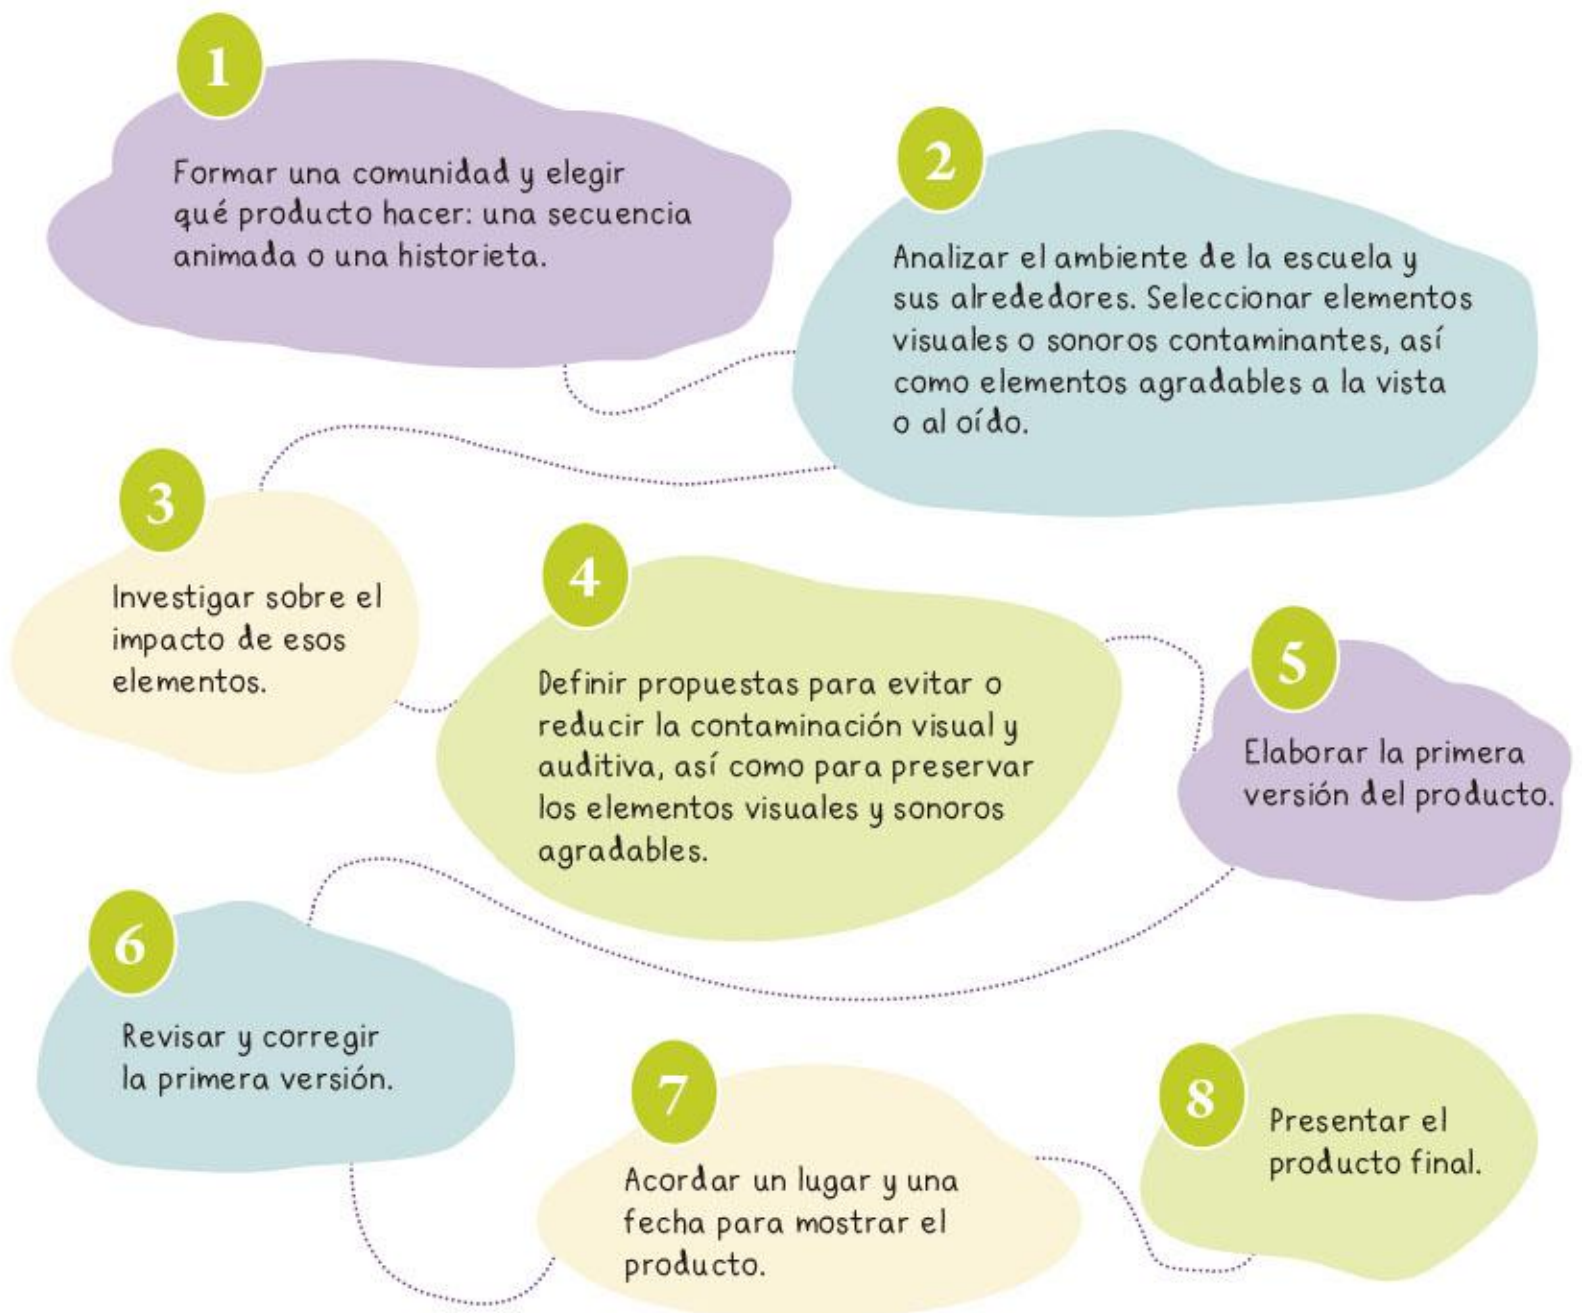 1
Formar una comunidad y elegir
qué producto hacer: una secuencia
animada o una historieta.
2
Analizar el ambiente de la escuela y
sus alrededores. Seleccionar elementos
visuales o sonoros contaminantes, así
como elementos agradables a la vista
o al oído.
3
Investigar sobre el
impacto de esos
elementos.
4
Definir propuestas para evitar o
reducir la contaminación visual y
auditiva, así como para preservar
los elementos visuales y sonoros
agradables.
5
Elaborar la primera
versión del producto.
6
Revisar y corregir
la primera versión.
7
Acordar un lugar y una
fecha para mostrar el
producto.
8
Presentar el
producto final.